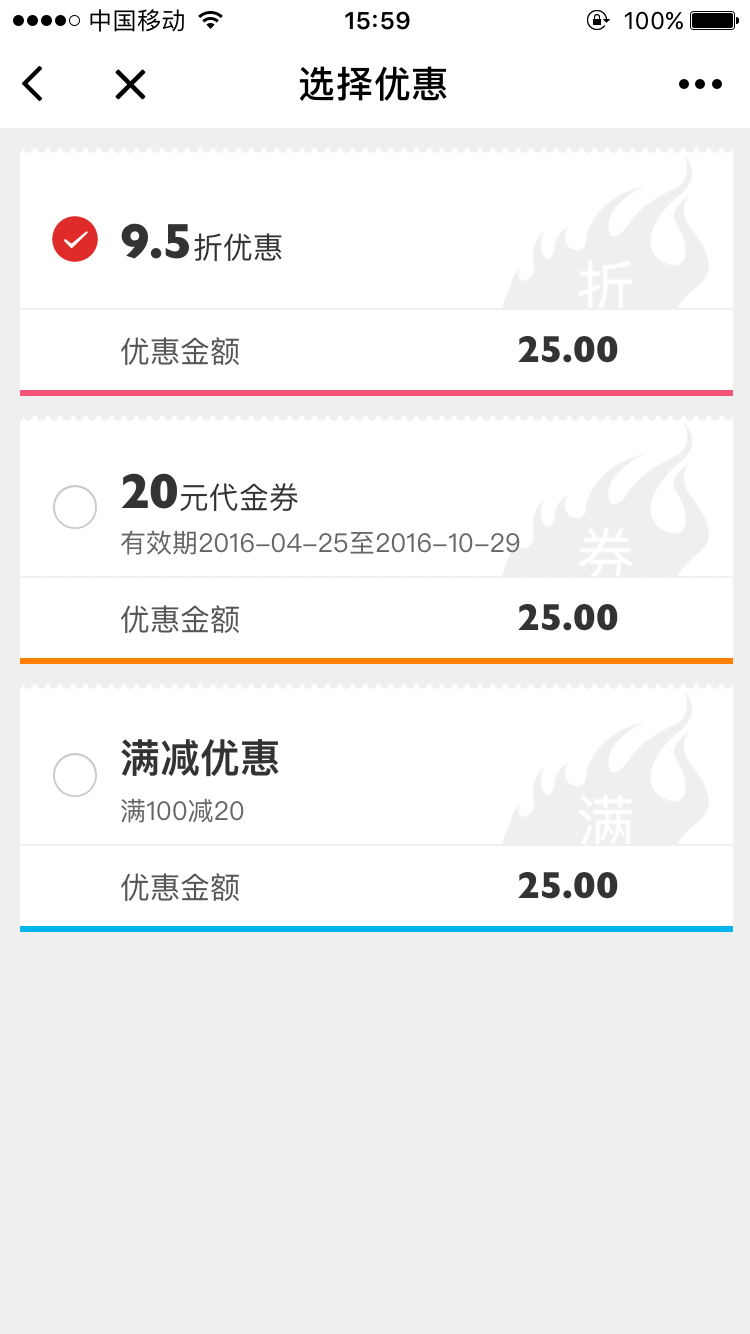 中国移动 15:59 100%
选择优惠
9.5折优惠
折
优惠金额 25.00
20元代金券
有效期2016-04-25至2016-10-29
券
优惠金额 25.00
满减优惠
满100减20
满
优惠金额 25.00